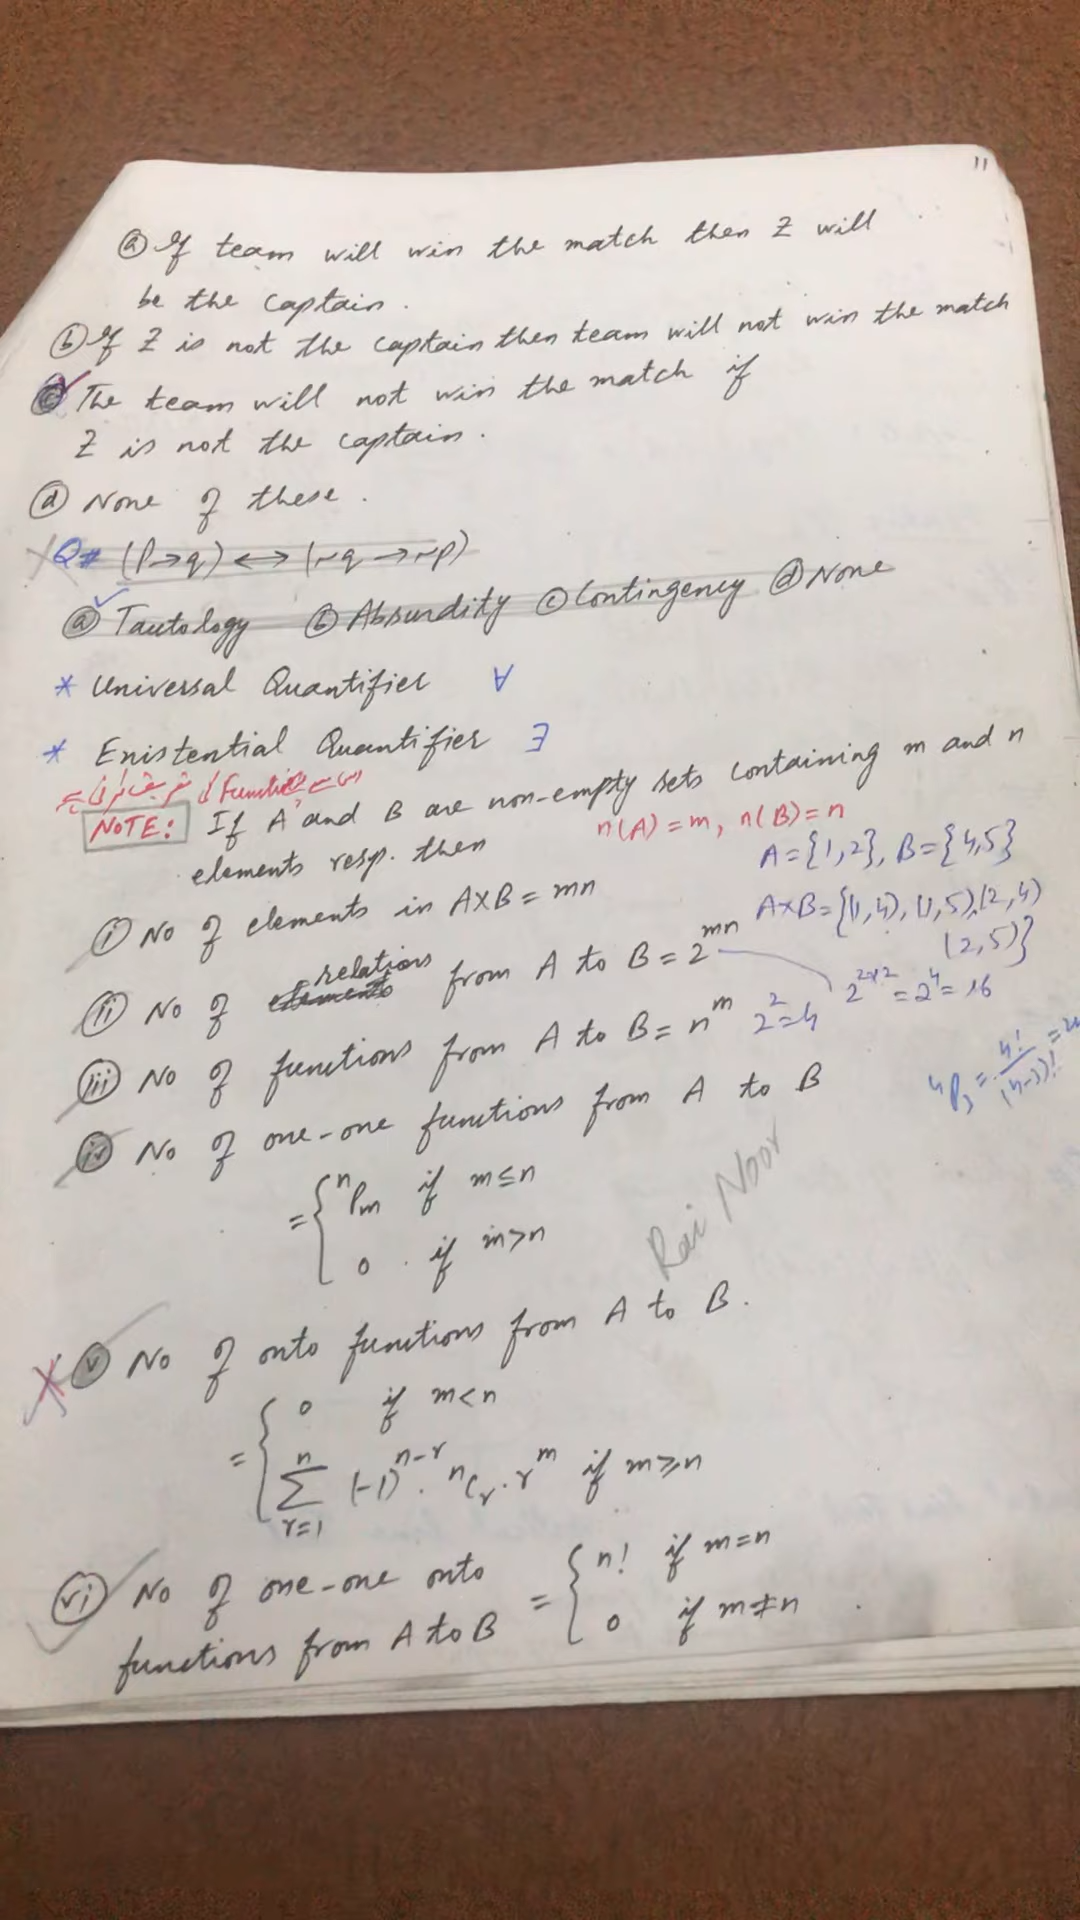 11
ⓐ If team will win the match then Z will
be the captain.
ⓑ If Z is not the captain then team will not win the match
ⓒ The team will not win the match if
Z is not the captain.
ⓓ None of these.
Q# (P→q) ↔ (~q → ~p)
ⓐ Tautology ⓑ Absurdity ⓒ Contingency ⓓ None
* Universal Quantifier ∀
* Existential Quantifier ∃
Function
NOTE: If A and B are non-empty sets containing m and n
elements resp. then
n(A) = m, n(B) = n
A = {1,2}, B = {4,5}
(i) No of elements in A×B = mn
A×B = {(1,4), (1,5), (2,4)
(2,5)}
(ii) No of relations from A to B = 2^mn
2^2×2 = 2^4 = 16
(iii) No of functions from A to B = n^m 2^2 = 4
⁴P₃ = 4!/(4-3)! =
(iv) No of one-one functions from A to B
= { ⁿPm if m≤n
0 if m>n
Rai Noor
(v) No of onto functions from A to B.
= { 0 if m<n
n∑r=1 (-1)^n-r . ⁿCr . r^m if m≥n
(vi) No of one-one onto
functions from A to B = { n! if m=n
0 if m≠n